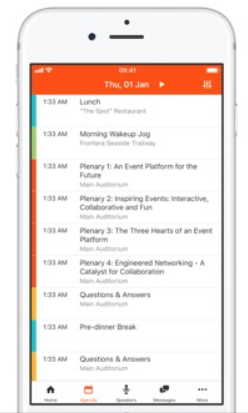 09:41
Thu, 01 Jan
1:33 AM Lunch
"The Spot" Restaurant
1:33 AM Morning Wakeup Jog
Frontera Seaside Trailway
1:33 AM Plenary 1: An Event Platform for the
Future
Main Auditorium
1:33 AM Plenary 2: Inspiring Events: Interactive,
Collaborative and Fun
Main Auditorium
1:33 AM Plenary 3: The Three Hearts of an Event
Platform
Main Auditorium
1:33 AM Plenary 4: Engineered Networking - A
Catalyst for Collaboration
Main Auditorium
1:33 AM Questions & Answers
Main Auditorium
1:33 AM Pre-dinner Break
1:33 AM Questions & Answers
Main Auditorium
Home Agenda Speakers Messages More